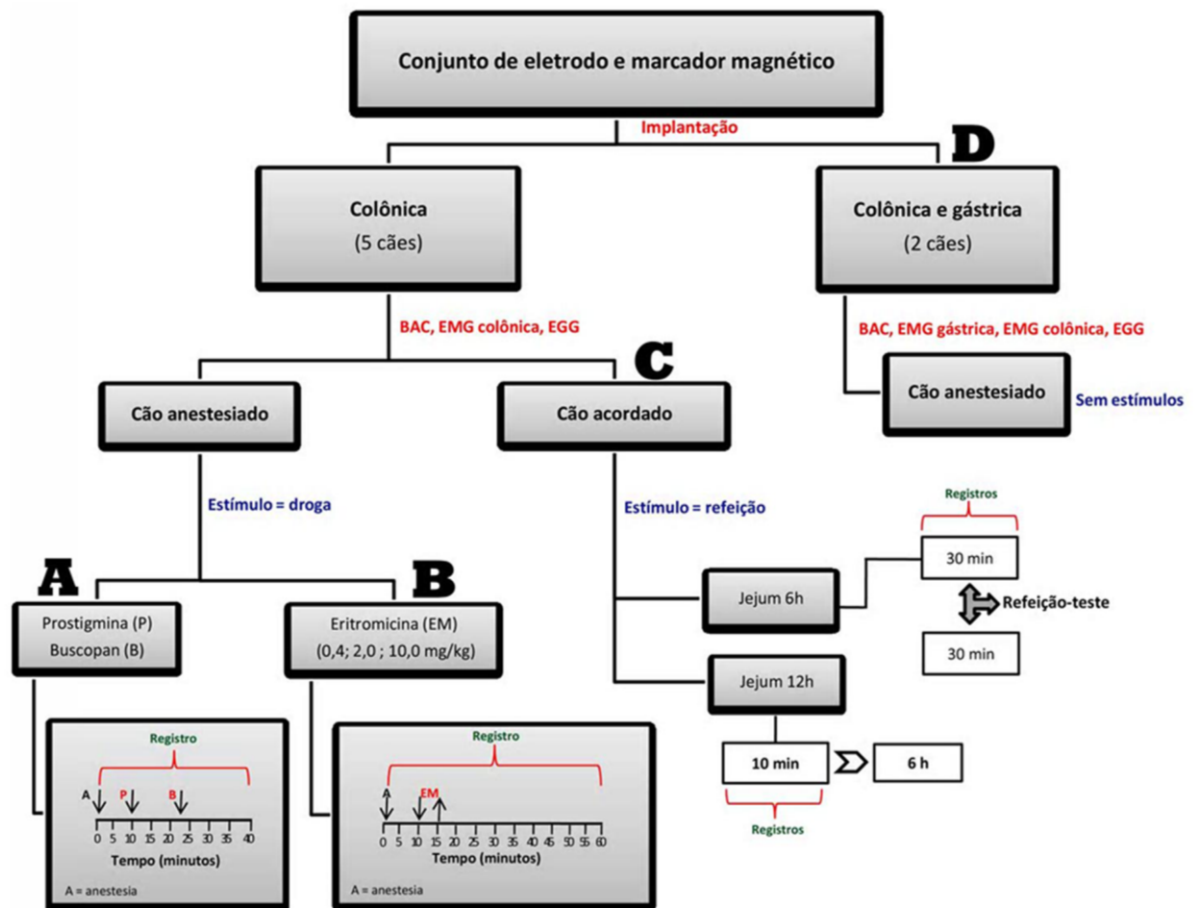 Conjunto de eletrodo e marcador magnético
Implantação
D
Colônica
(5 cães)
Colônica e gástrica
(2 cães)
BAC, EMG colônica, EGG
BAC, EMG gástrica, EMG colônica, EGG
C
Cão anestesiado
Cão acordado
Cão anestesiado
Sem estímulos
Estímulo = droga
Estímulo = refeição
Registros
30 min
Refeição-teste
30 min
A
B
Prostigmina (P)
Buscopan (B)
Eritromicina (EM)
(0,4; 2,0 ; 10,0 mg/kg)
Jejum 6h
Jejum 12h
10 min
6 h
Registros
Registro
A P B
0 5 10 15 20 25 30 35 40
Tempo (minutos)
A = anestesia
Registro
A EM
0 5 10 15 20 25 30 35 40 45 50 55 60
Tempo (minutos)
A = anestesia